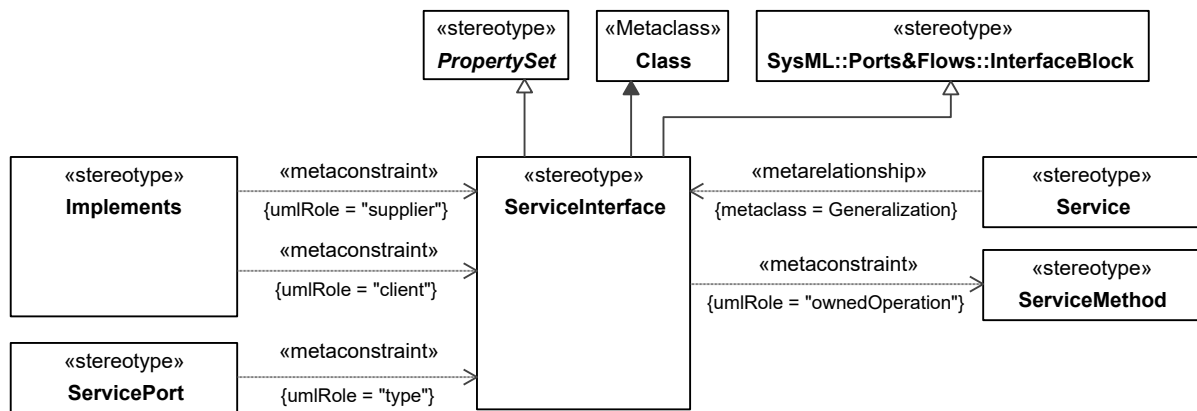 «stereotype»
PropertySet
«Metaclass»
Class
«stereotype»
SysML::Ports&Flows::InterfaceBlock
«stereotype»
Implements
«metaconstraint»
{umlRole = "supplier"}
«metaconstraint»
{umlRole = "client"}
«stereotype»
ServicePort
«metaconstraint»
{umlRole = "type"}
«stereotype»
ServiceInterface
«metarelationship»
{metaclass = Generalization}
«stereotype»
Service
«metaconstraint»
{umlRole = "ownedOperation"}
«stereotype»
ServiceMethod